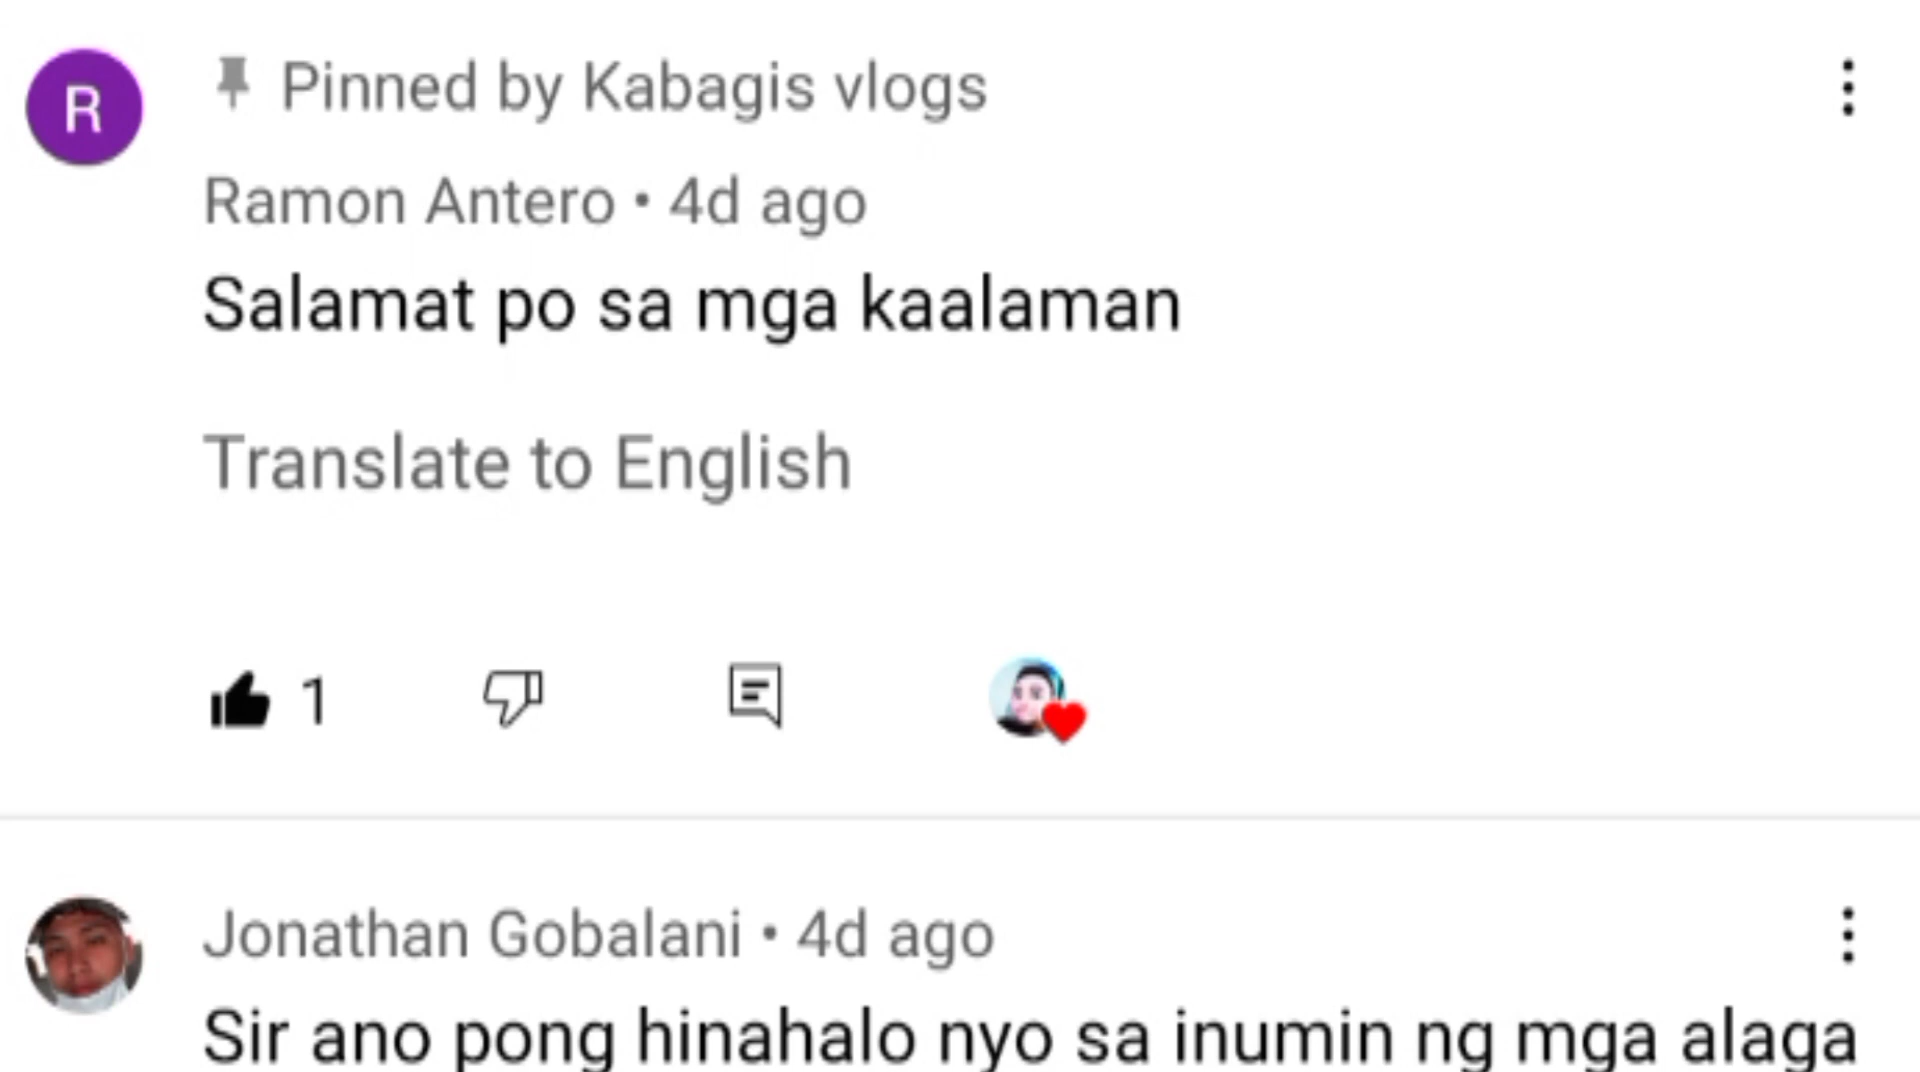 R
Pinned by Kabagis vlogs
Ramon Antero • 4d ago
Salamat po sa mga kaalaman
Translate to English
1
Jonathan Gobalani • 4d ago
Sir ano pong hinahalo nyo sa inumin ng mga alaga